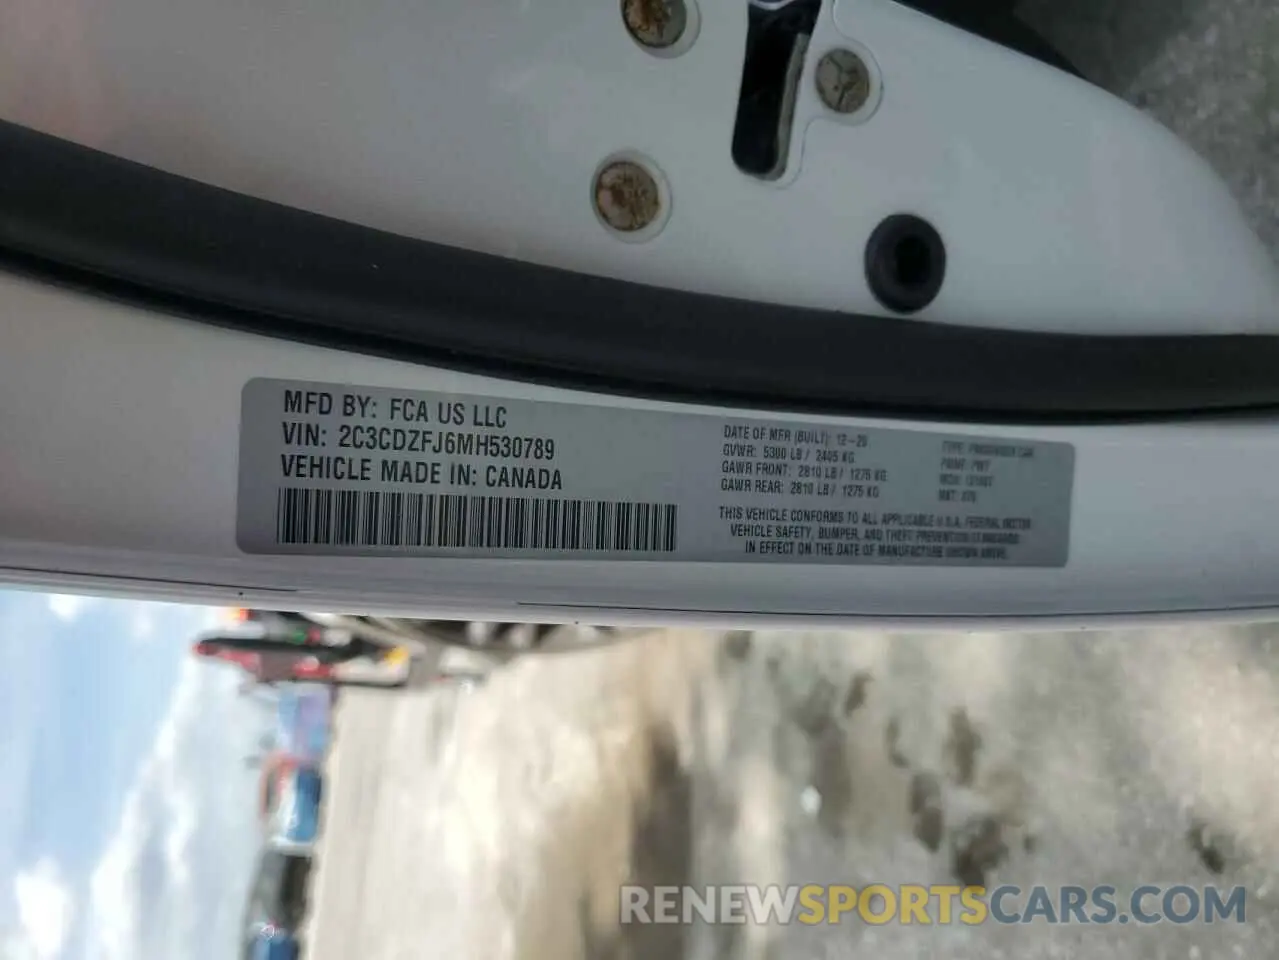 MFD BY: FCA US LLC
VIN: 2C3CDZFJ6MH530789
VEHICLE MADE IN: CANADA
DATE OF MFR (BUILT): 12-20
GVWR: 5300 LB / 2405 KG
GAWR FRONT: 2810 LB / 1275 KG
GAWR REAR: 2810 LB / 1275 KG
TYPE: PASSENGER CAR
THIS VEHICLE CONFORMS TO ALL APPLICABLE U.S.A. FEDERAL MOTOR
VEHICLE SAFETY, BUMPER, AND THEFT PREVENTION STANDARDS
IN EFFECT ON THE DATE OF MANUFACTURE SHOWN ABOVE.
RENEWSPORTSCARS.COM